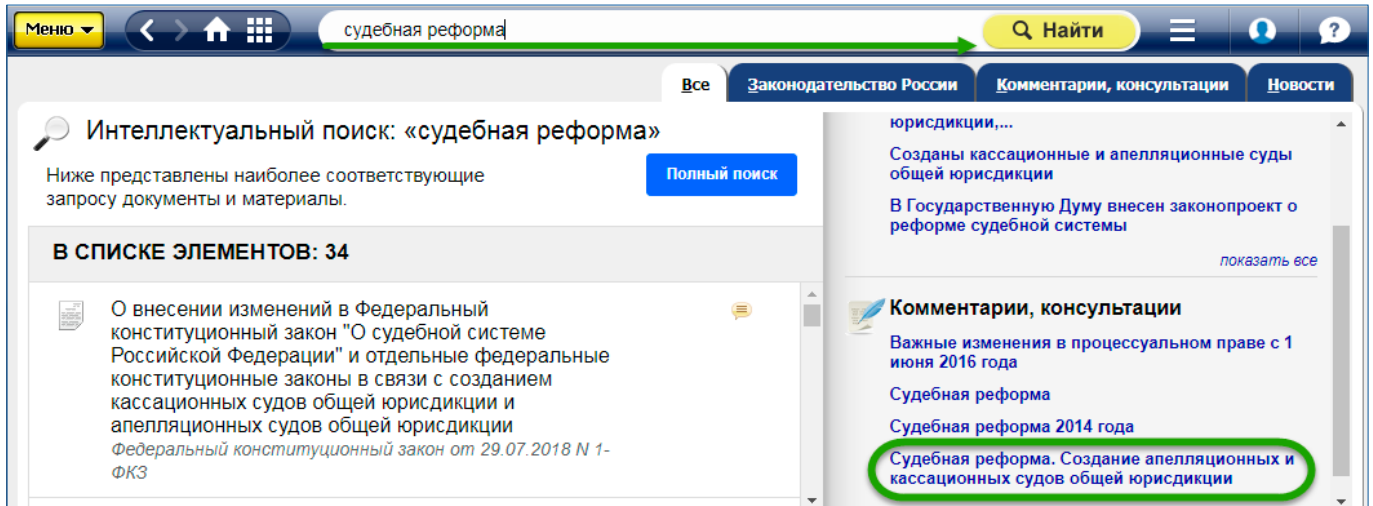 Меню
судебная реформа
Найти
?
Все
Законодательство России
Комментарии, консультации
Новости
Интеллектуальный поиск: «судебная реформа»
Ниже представлены наиболее соответствующие
запросу документы и материалы.
Полный поиск
В СПИСКЕ ЭЛЕМЕНТОВ: 34
О внесении изменений в Федеральный
конституционный закон "О судебной системе
Российской Федерации" и отдельные федеральные
конституционные законы в связи с созданием
кассационных судов общей юрисдикции и
апелляционных судов общей юрисдикции
Федеральный конституционный закон от 29.07.2018 N 1-
ФКЗ
юрисдикции,...
Созданы кассационные и апелляционные суды
общей юрисдикции
В Государственную Думу внесен законопроект о
реформе судебной системы
показать все
Комментарии, консультации
Важные изменения в процессуальном праве с 1
июня 2016 года
Судебная реформа
Судебная реформа 2014 года
Судебная реформа. Создание апелляционных и
кассационных судов общей юрисдикции